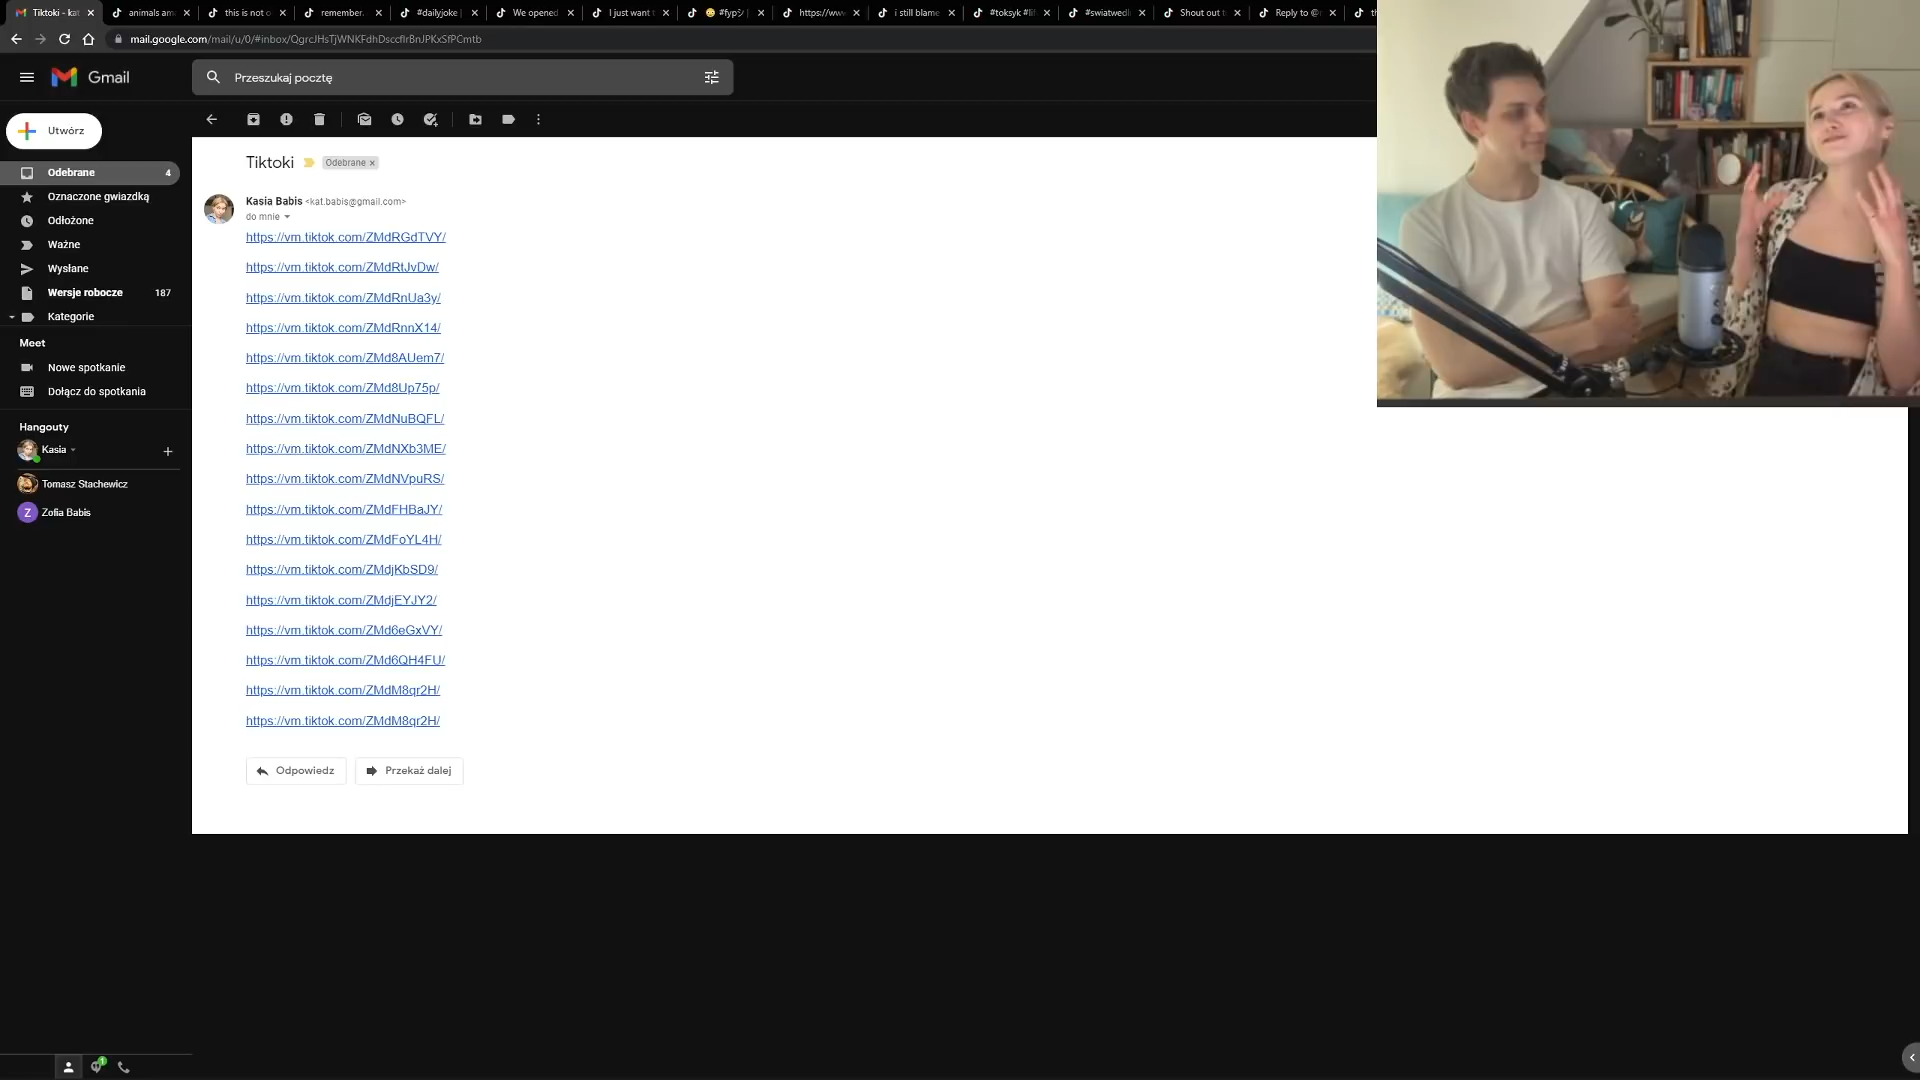 Tiktoki - kat
animals am
this is not o
remember.
#dailyjoke |
We opened
I just want t
😳 #fypシ |
https://ww
i still blame
#toksyk #lif
#swiatwedl
Shout out t
Reply to @r
th
mail.google.com/mail/u/0/#inbox/
Gmail
Przeszukaj pocztę
Utwórz
Odebrane 4
Oznaczone gwiazdką
Odłożone
Ważne
Wysłane
Wersje robocze 187
Kategorie
Meet
Nowe spotkanie
Dołącz do spotkania
Hangouty
Kasia
Tomasz Stachewicz
Z Zofia Babis
1
Tiktoki Odebrane x
Kasia Babis <kat.babis@gmail.com>
do mnie
https://vm.tiktok.com/ZMdRGdTVY/
https://vm.tiktok.com/ZMdRtJvDw/
https://vm.tiktok.com/ZMdRnUa3y/
https://vm.tiktok.com/ZMdRnnX14/
https://vm.tiktok.com/ZMd8AUem7/
https://vm.tiktok.com/ZMd8Up75p/
https://vm.tiktok.com/ZMdNuBQFL/
https://vm.tiktok.com/ZMdNXb3ME/
https://vm.tiktok.com/ZMdNVpuRS/
https://vm.tiktok.com/ZMdFHBaJY/
https://vm.tiktok.com/ZMdFoYL4H/
https://vm.tiktok.com/ZMdjKbSD9/
https://vm.tiktok.com/ZMdjEYJY2/
https://vm.tiktok.com/ZMd6eGxVY/
https://vm.tiktok.com/ZMd6QH4FU/
https://vm.tiktok.com/ZMdM8qr2H/
https://vm.tiktok.com/ZMdM8qr2H/
Odpowiedz
Przekaż dalej